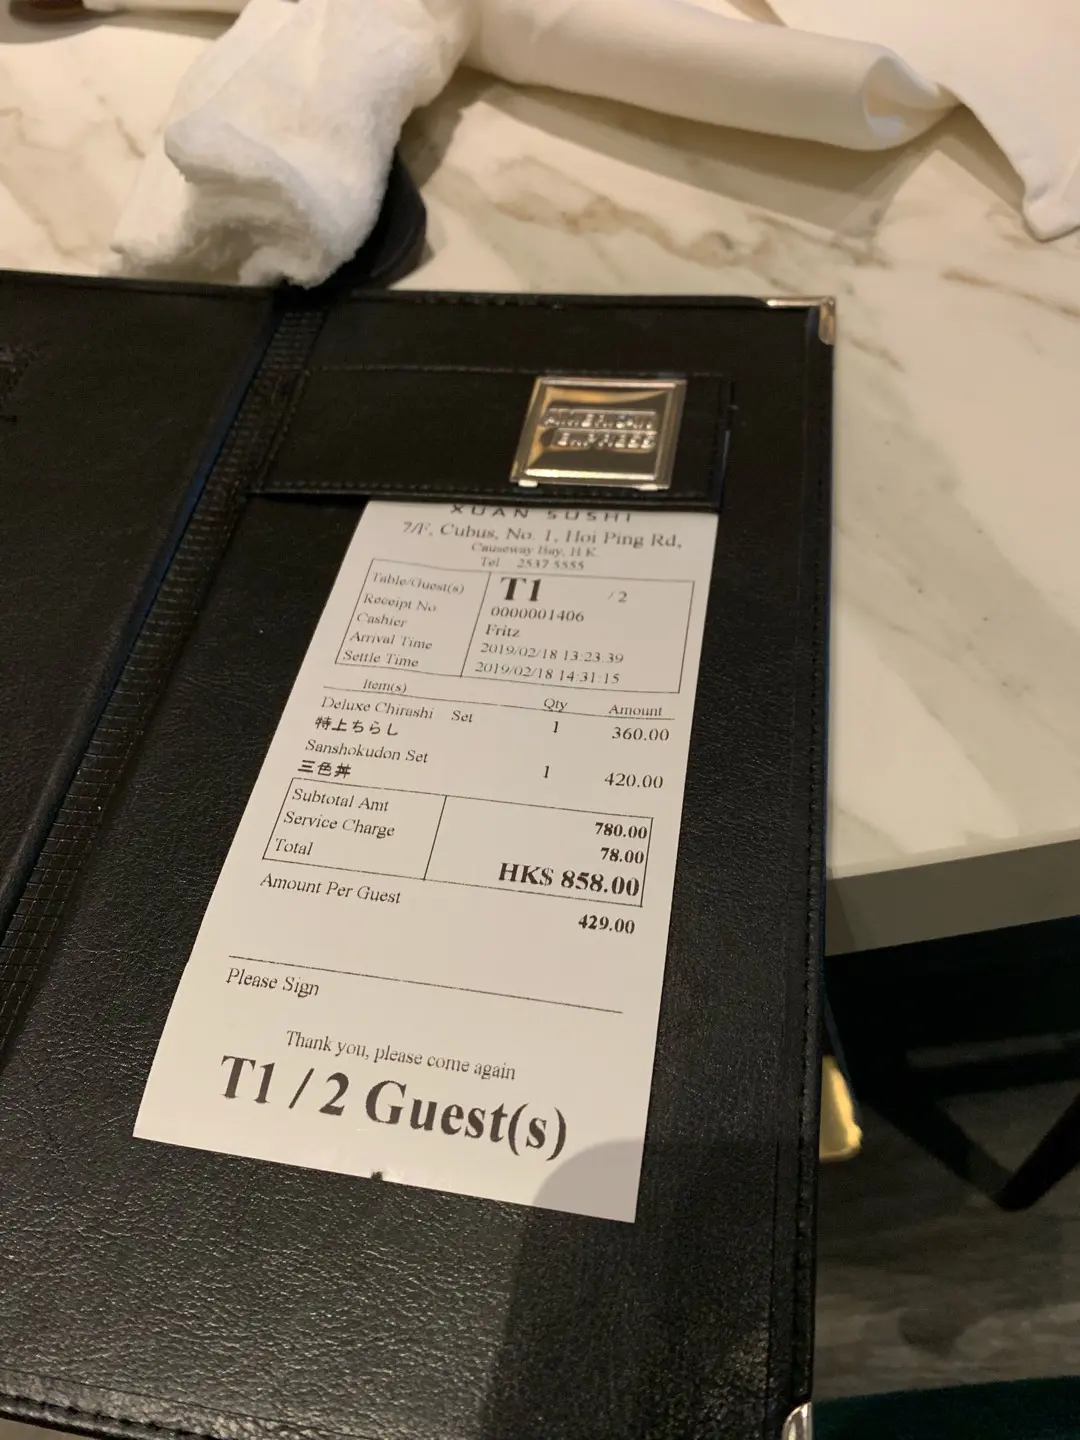 AMERICAN
EXPRESS
XUAN SUSHI
7/F, Cubus, No. 1, Hoi Ping Rd,
Causeway Bay, H.K.
Tel 2537 5555
Table/Guest(s) T1 / 2
Receipt No 0000001406
Cashier Fritz
Arrival Time 2019/02/18 13:23:39
Settle Time 2019/02/18 14:31:15
Item(s) Qty Amount
Deluxe Chirashi Set 1 360.00
特上ちらし
Sanshokudon Set 1 420.00
三色丼
Subtotal Amt 780.00
Service Charge 78.00
Total HK$ 858.00
Amount Per Guest 429.00
Please Sign
Thank you, please come again
T1 / 2 Guest(s)